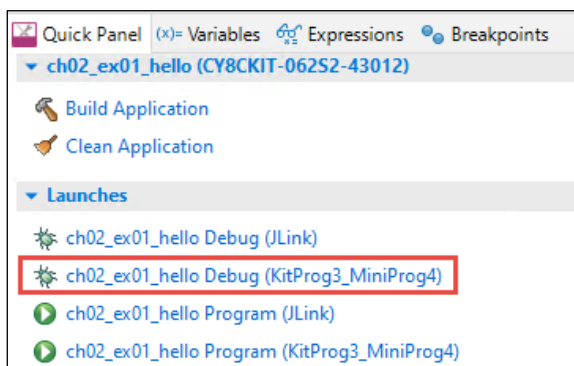 Quick Panel (x)= Variables Expressions Breakpoints
ch02_ex01_hello (CY8CKIT-062S2-43012)
Build Application
Clean Application
Launches
ch02_ex01_hello Debug (JLink)
ch02_ex01_hello Debug (KitProg3_MiniProg4)
ch02_ex01_hello Program (JLink)
ch02_ex01_hello Program (KitProg3_MiniProg4)